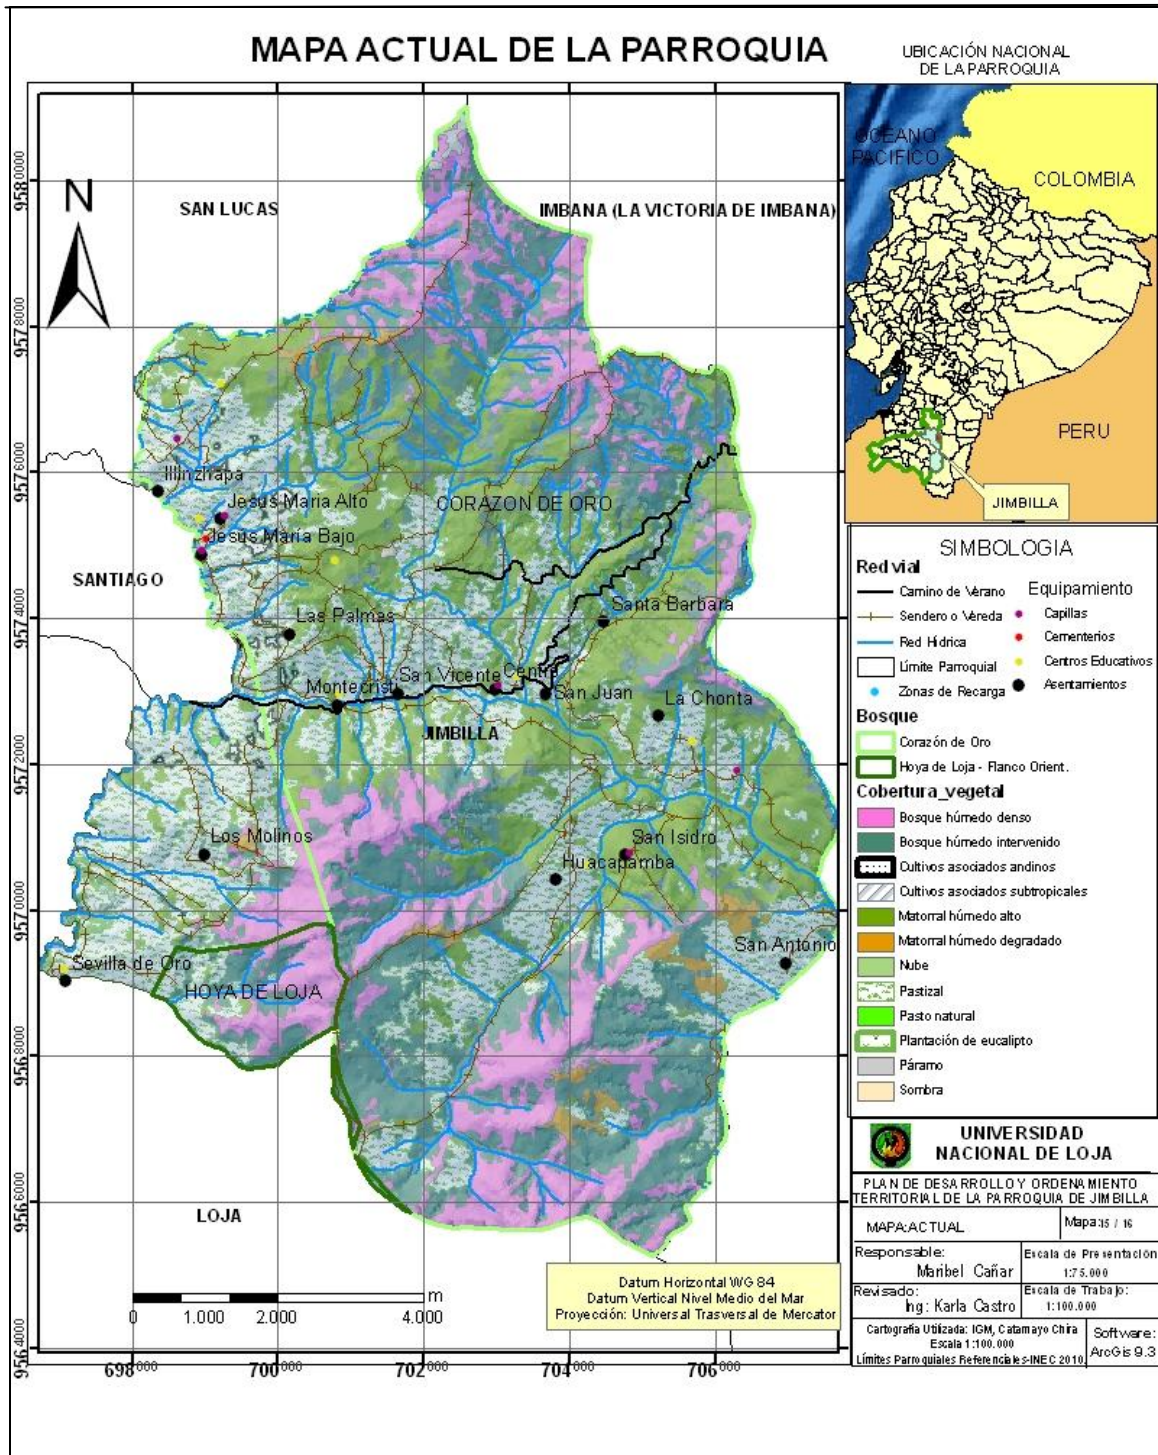 MAPA ACTUAL DE LA PARROQUIA
UBICACIÓN NACIONAL
DE LA PARROQUIA
OCEANO
PACIFICO
COLOMBIA
PERU
JIMBILLA
N
SAN LUCAS
IMBANA (LA VICTORIA DE IMBANA)
Illinzhapa
Jesus Maria Alto
CORAZON DE ORO
Jesus María Bajo
SANTIAGO
Las Palmas
Santa Barbara
San Vicente
Centro
Montecristi
San Juan
La Chonta
JIMBILLA
Los Molinos
San Isidro
Huacapamba
San Antonio
Sevilla de Oro
HOYA DE LOJA
LOJA
9580000
9578000
9576000
9574000
9572000
9570000
9568000
9566000
9564000
698000
700000
702000
704000
706000
0 1.000 2.000 4.000 m
Datum Horizontal WG 84
Datum Vertical Nivel Medio del Mar
Proyección: Universal Trasversal de Mercator
SIMBOLOGIA
Red vial
Camino de Verano
Sendero o Vereda
Red Hídrica
Límite Parroquial
Zonas de Recarga
Equipamiento
Capillas
Cementerios
Centros Educativos
Asentamientos
Bosque
Corazón de Oro
Hoya de Loja - Flanco Orient.
Cobertura_vegetal
Bosque húmedo denso
Bosque húmedo intervenido
Cultivos asociados andinos
Cultivos asociados subtropicales
Matorral húmedo alto
Matorral húmedo degradado
Nube
Pastizal
Pasto natural
Plantación de eucalipto
Páramo
Sombra
UNIVERSIDAD
NACIONAL DE LOJA
PLAN DE DESARROLLO Y ORDENAMIENTO
TERRITORIAL DE LA PARROQUIA DE JIMBILLA
MAPA:ACTUAL
Mapa:15 / 16
Responsable:
Maribel Cañar
Escala de Presentación
1:75.000
Revisado:
Ing: Karla Castro
Escala de Trabajo:
1:100.000
Cartografía Utilizada: IGM, Catamayo Chira
Escala 1:100.000
Límites Parroquiales Referenciales-INEC 2010.
Software:
ArcGis 9.3